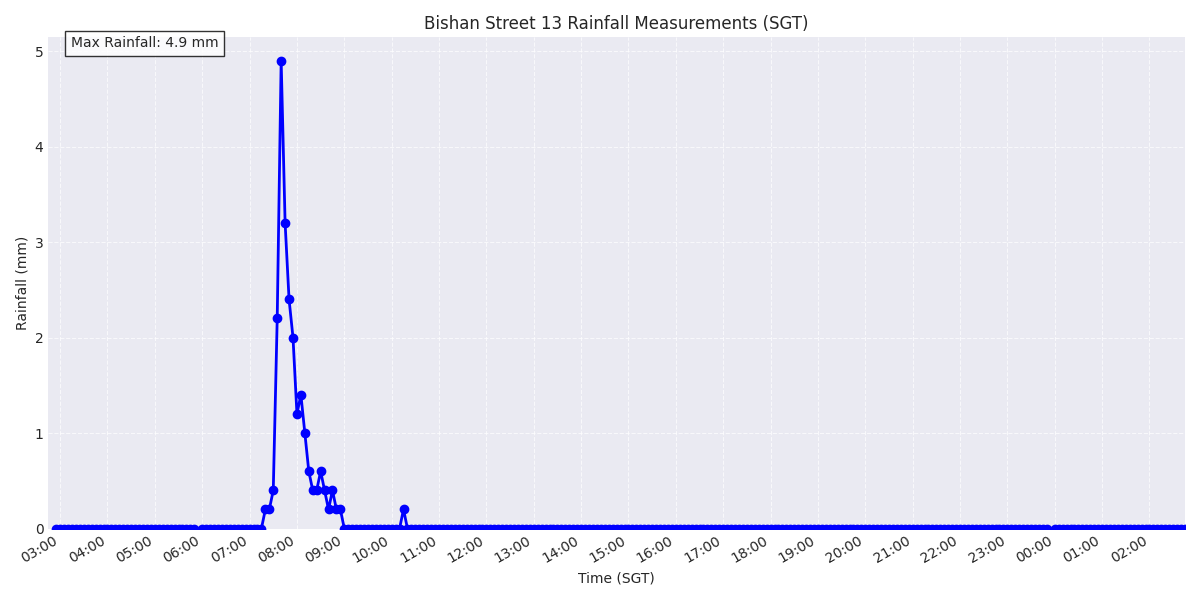 Bishan Street 13 Rainfall Measurements (SGT)
Max Rainfall: 4.9 mm
5
4
3
2
1
0
Rainfall (mm)
03:00 04:00 05:00 06:00 07:00 08:00 09:00 10:00 11:00 12:00 13:00 14:00 15:00 16:00 17:00 18:00 19:00 20:00 21:00 22:00 23:00 00:00 01:00 02:00
Time (SGT)